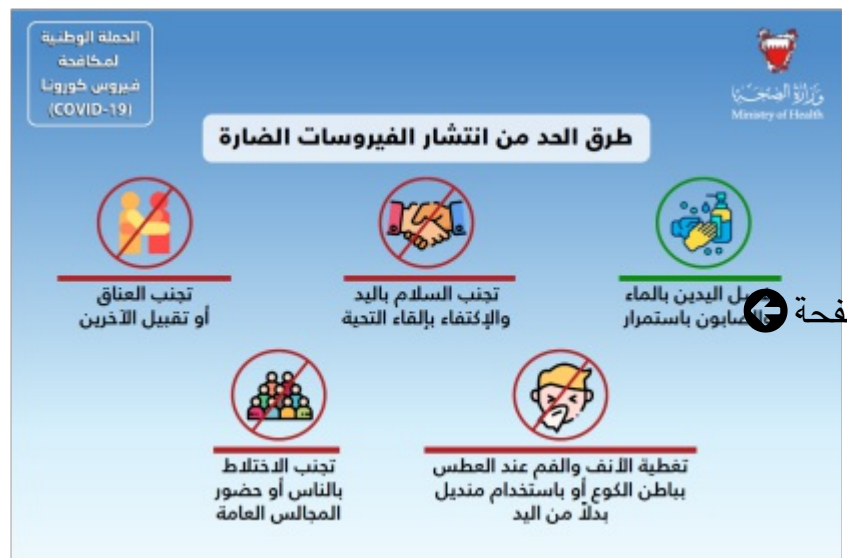 الحملة الوطنية
لمكافحة
فيروس كورونا
(COVID-19)
وزارة الصحة
Ministry of Health
طرق الحد من انتشار الفيروسات الضارة
اليدين بالماء
باستمرار
تجنب السلام باليد
والإكتفاء بإلقاء التحية
تجنب العناق
أو تقبيل الآخرين
تغطية الأنف والفم عند العطس
بباطن الكوع أو باستخدام منديل
بدلاً من اليد
تجنب الاختلاط
بالناس أو حضور
المجالس العامة